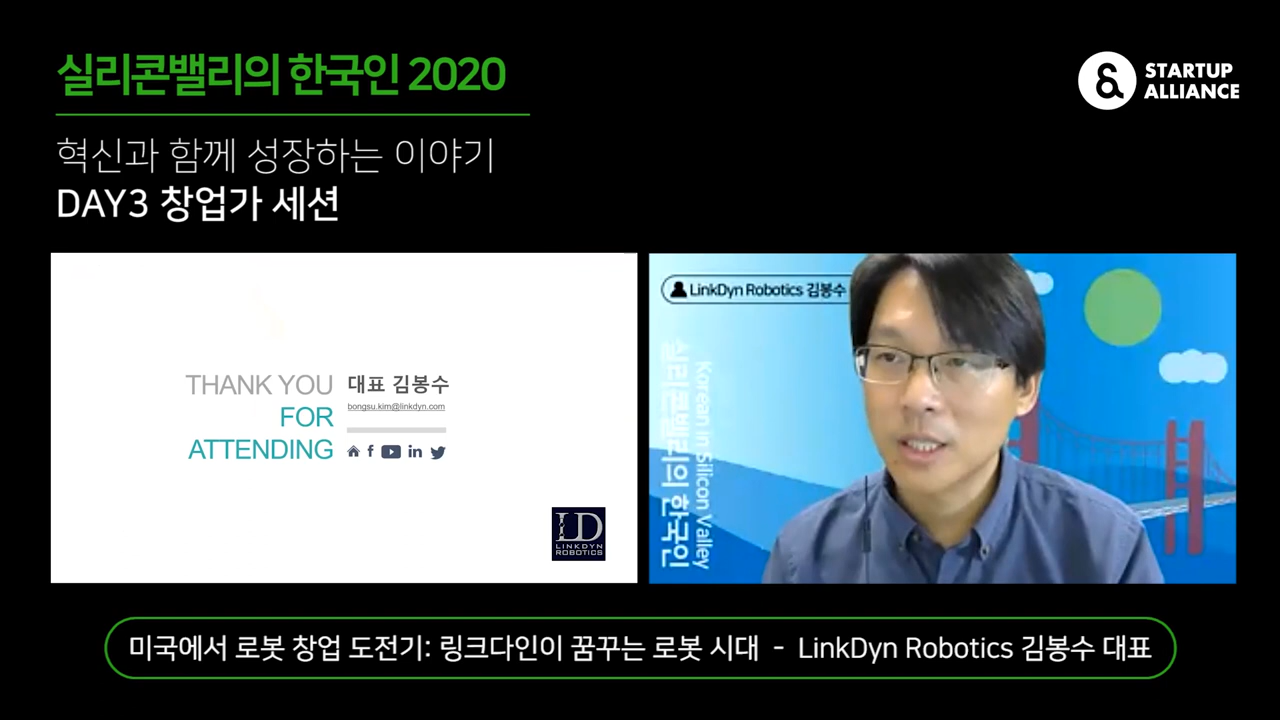 실리콘밸리의 한국인 2020
STARTUP
ALLIANCE
혁신과 함께 성장하는 이야기
DAY3 창업가 세션
THANK YOU
FOR
ATTENDING
대표 김봉수
bongsu.kim@linkdyn.com
LD
LINKDYN
ROBOTICS
LinkDyn Robotics 김봉수
Korean in Silicon Valley
실리콘밸리의 한국인
미국에서 로봇 창업 도전기: 링크다인이 꿈꾸는 로봇 시대 - LinkDyn Robotics 김봉수 대표